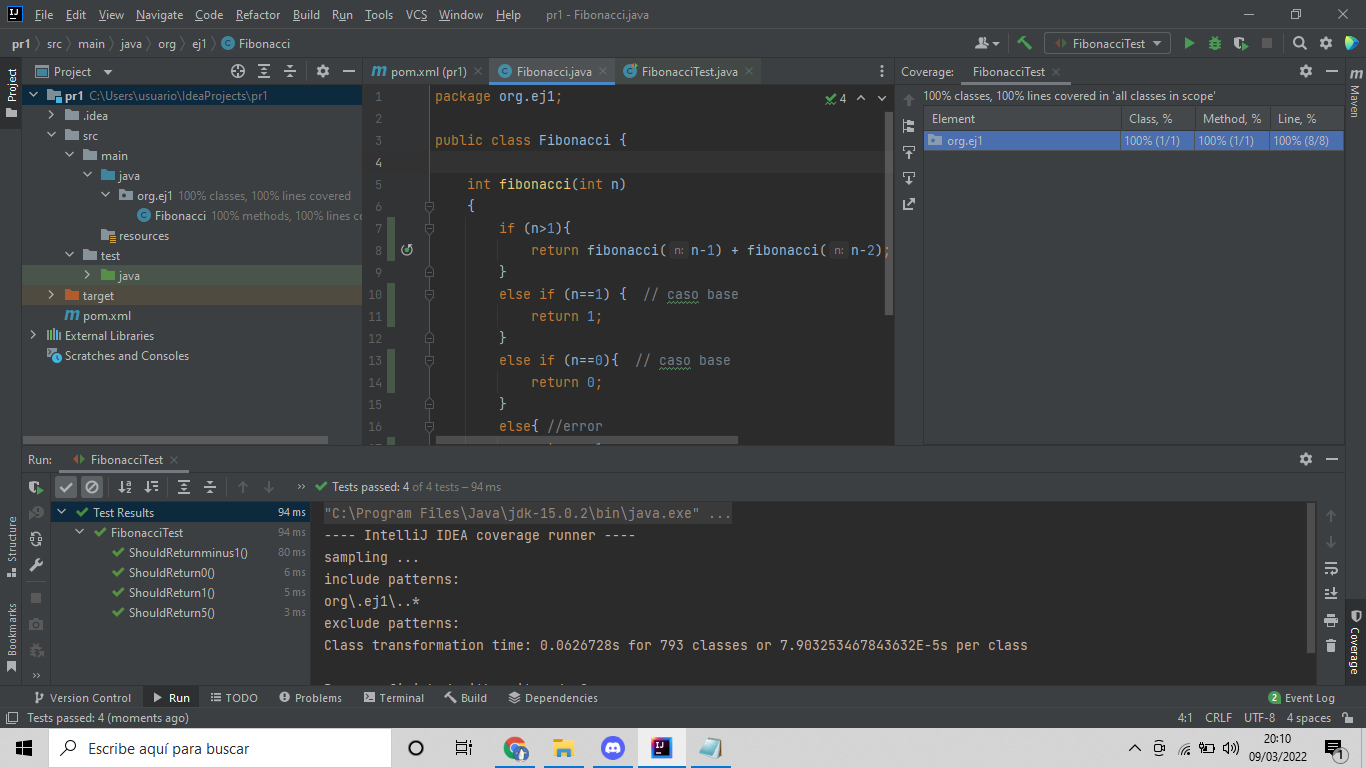 File Edit View Navigate Code Refactor Build Run Tools VCS Window Help pr1 - Fibonacci.java
pr1 src main java org ej1 Fibonacci
FibonacciTest
Project
pom.xml (pr1) Fibonacci.java FibonacciTest.java
Coverage: FibonacciTest
Project
Structure
Bookmarks
pr1 C:\Users\usuario\IdeaProjects\pr1
.idea
src
main
java
org.ej1 100% classes, 100% lines covered
Fibonacci 100% methods, 100% lines co
resources
test
java
target
pom.xml
External Libraries
Scratches and Consoles
4
1 package org.ej1;
2
3 public class Fibonacci {
4
5 int fibonacci(int n)
6 {
7 if (n>1){
8 return fibonacci( n: n-1) + fibonacci( n: n-2);
9 }
10 else if (n==1) { // caso base
11 return 1;
12 }
13 else if (n==0){ // caso base
14 return 0;
15 }
16 else{ //error
100% classes, 100% lines covered in 'all classes in scope'
Element Class, % Method, % Line, %
org.ej1 100% (1/1) 100% (1/1) 100% (8/8)
Maven
Coverage
Run: FibonacciTest
Tests passed: 4 of 4 tests – 94 ms
Test Results 94 ms
FibonacciTest 94 ms
ShouldReturnminus1() 80 ms
ShouldReturn0() 6 ms
ShouldReturn1() 5 ms
ShouldReturn5() 3 ms
"C:\Program Files\Java\jdk-15.0.2\bin\java.exe" ...
---- IntelliJ IDEA coverage runner ----
sampling ...
include patterns:
org\.ej1\..*
exclude patterns:
Class transformation time: 0.0626728s for 793 classes or 7.903253467843632E-5s per class
Version Control Run TODO Problems Terminal Build Dependencies 2 Event Log
Tests passed: 4 (moments ago) 4:1 CRLF UTF-8 4 spaces
Escribe aquí para buscar
20:10
09/03/2022
1